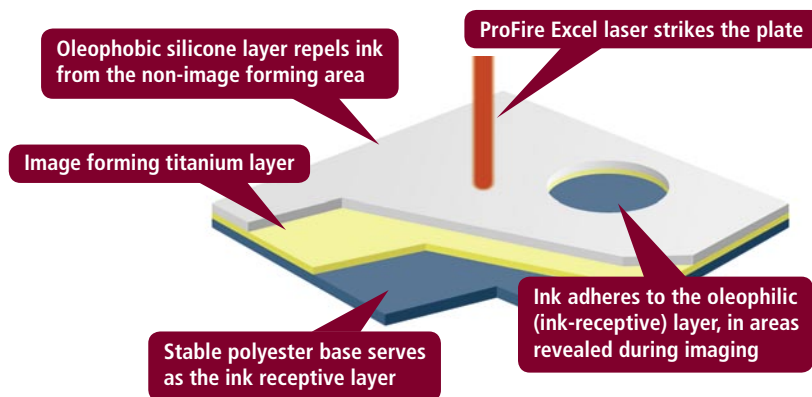 ProFire Excel laser strikes the plate
Oleophobic silicone layer repels ink
from the non-image forming area
Image forming titanium layer
Ink adheres to the oleophilic
(ink-receptive) layer, in areas
revealed during imaging
Stable polyester base serves
as the ink receptive layer